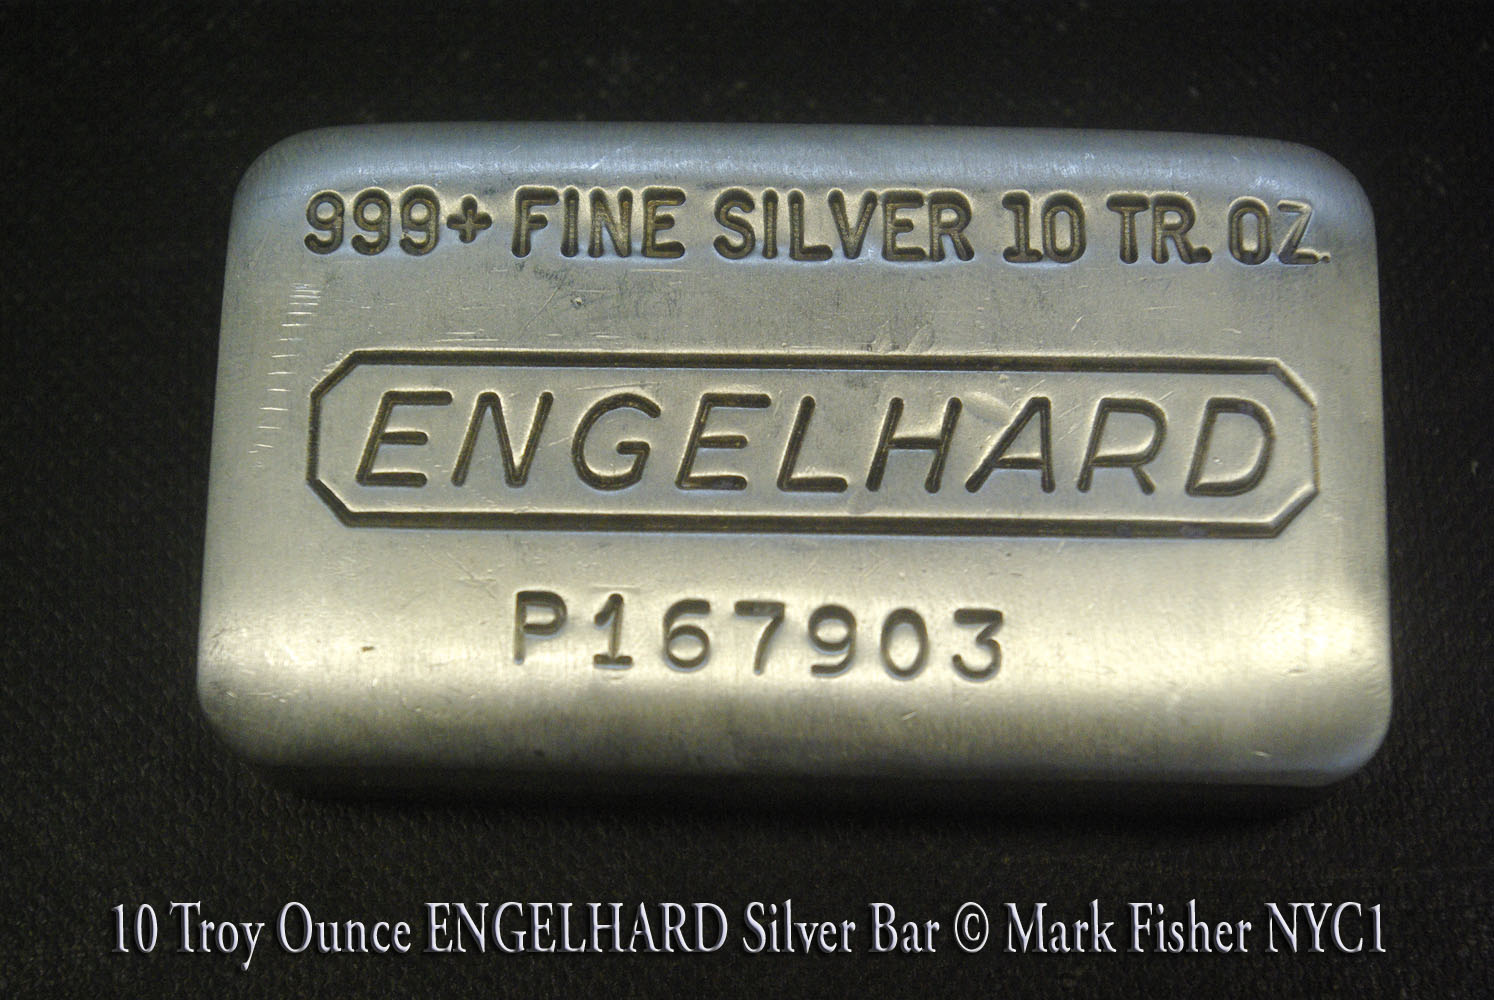 999+ FINE SILVER 10 TR. OZ.
ENGELHARD
P167903
10 Troy Ounce ENGELHARD Silver Bar © Mark Fisher NYC1